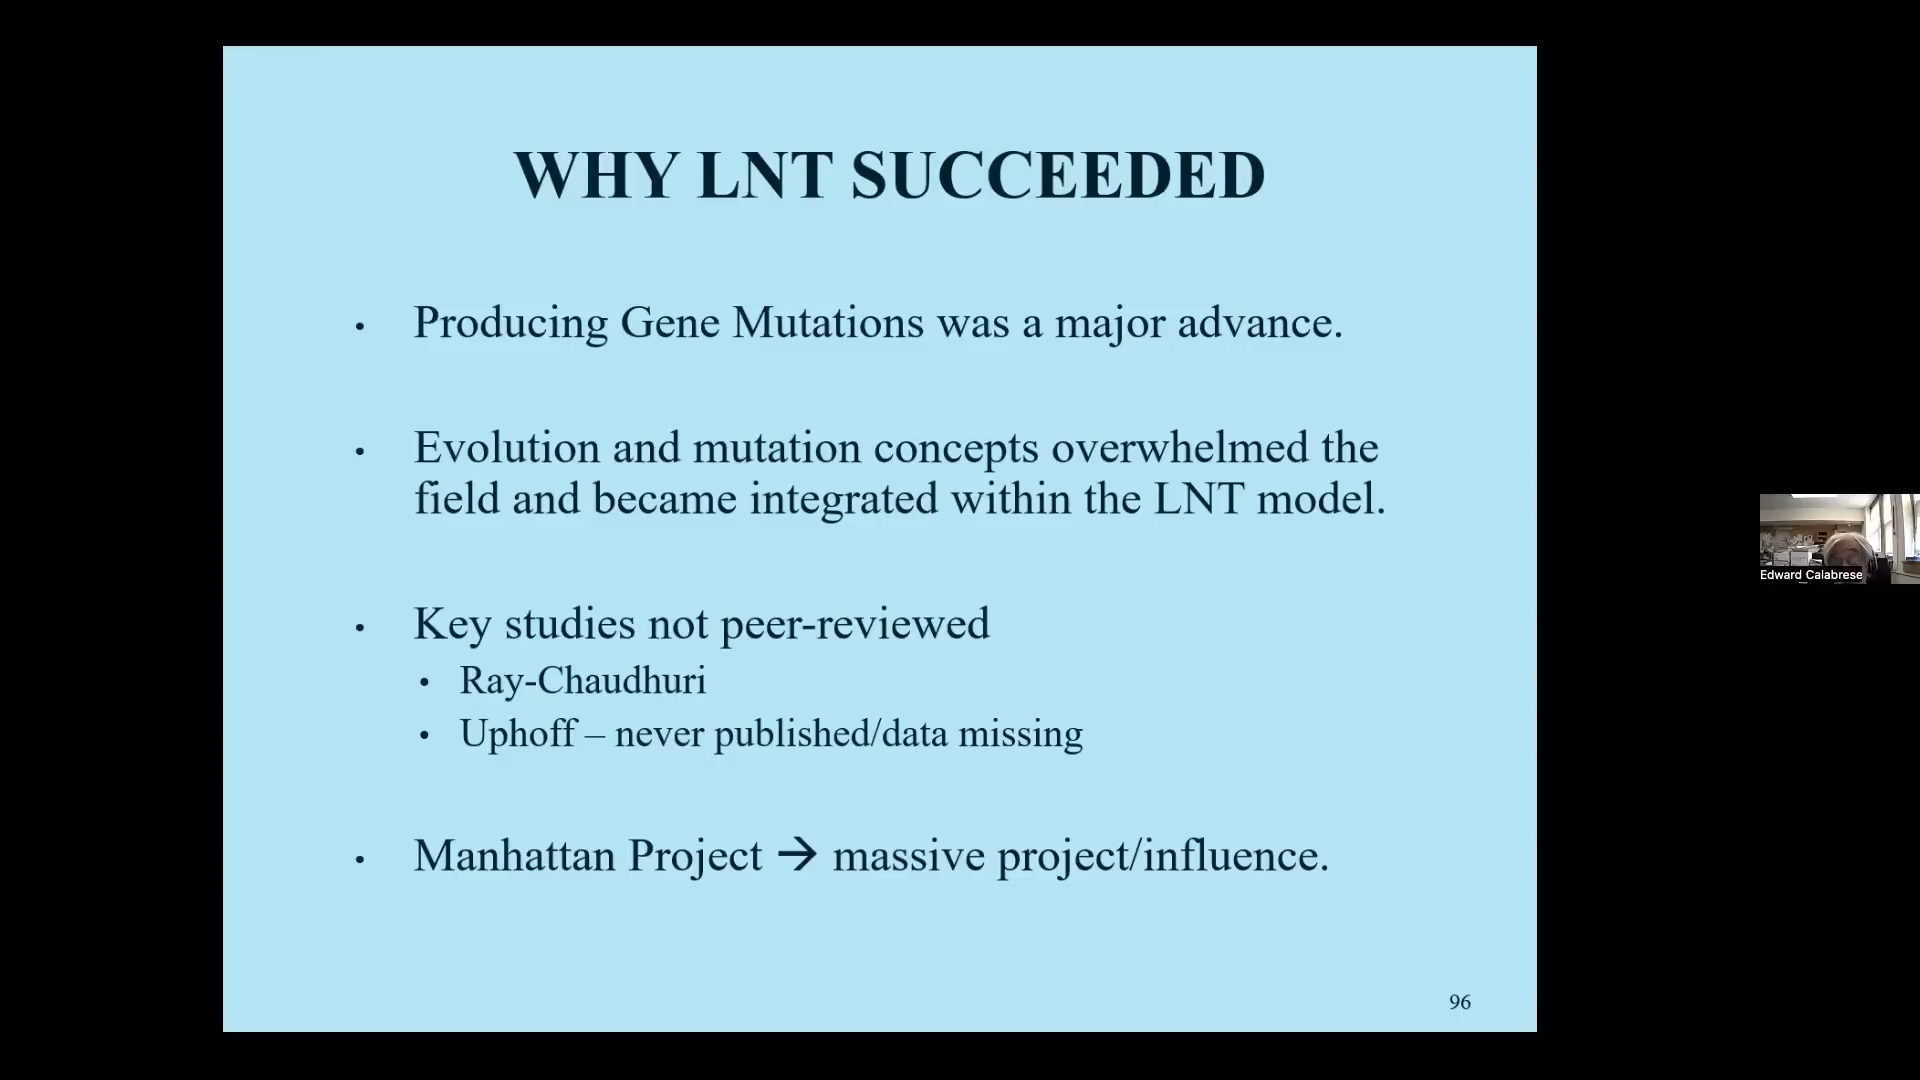 WHY LNT SUCCEEDED
• Producing Gene Mutations was a major advance.
• Evolution and mutation concepts overwhelmed the
field and became integrated within the LNT model.
• Key studies not peer-reviewed
• Ray-Chaudhuri
• Uphoff – never published/data missing
• Manhattan Project → massive project/influence.
96
Edward Calabrese